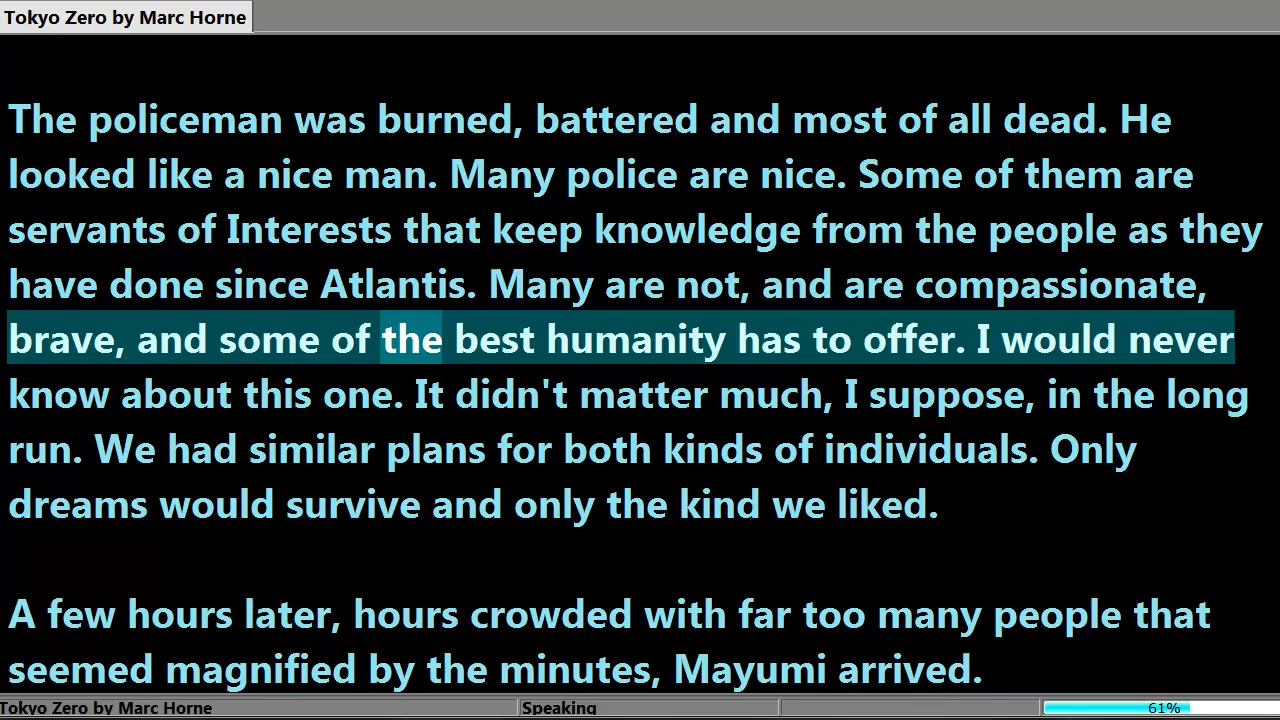 Tokyo Zero by Marc Horne
The policeman was burned, battered and most of all dead. He
looked like a nice man. Many police are nice. Some of them are
servants of Interests that keep knowledge from the people as they
have done since Atlantis. Many are not, and are compassionate,
brave, and some of the best humanity has to offer. I would never
know about this one. It didn't matter much, I suppose, in the long
run. We had similar plans for both kinds of individuals. Only
dreams would survive and only the kind we liked.
A few hours later, hours crowded with far too many people that
seemed magnified by the minutes, Mayumi arrived.
Tokyo Zero by Marc Horne Speaking 61%